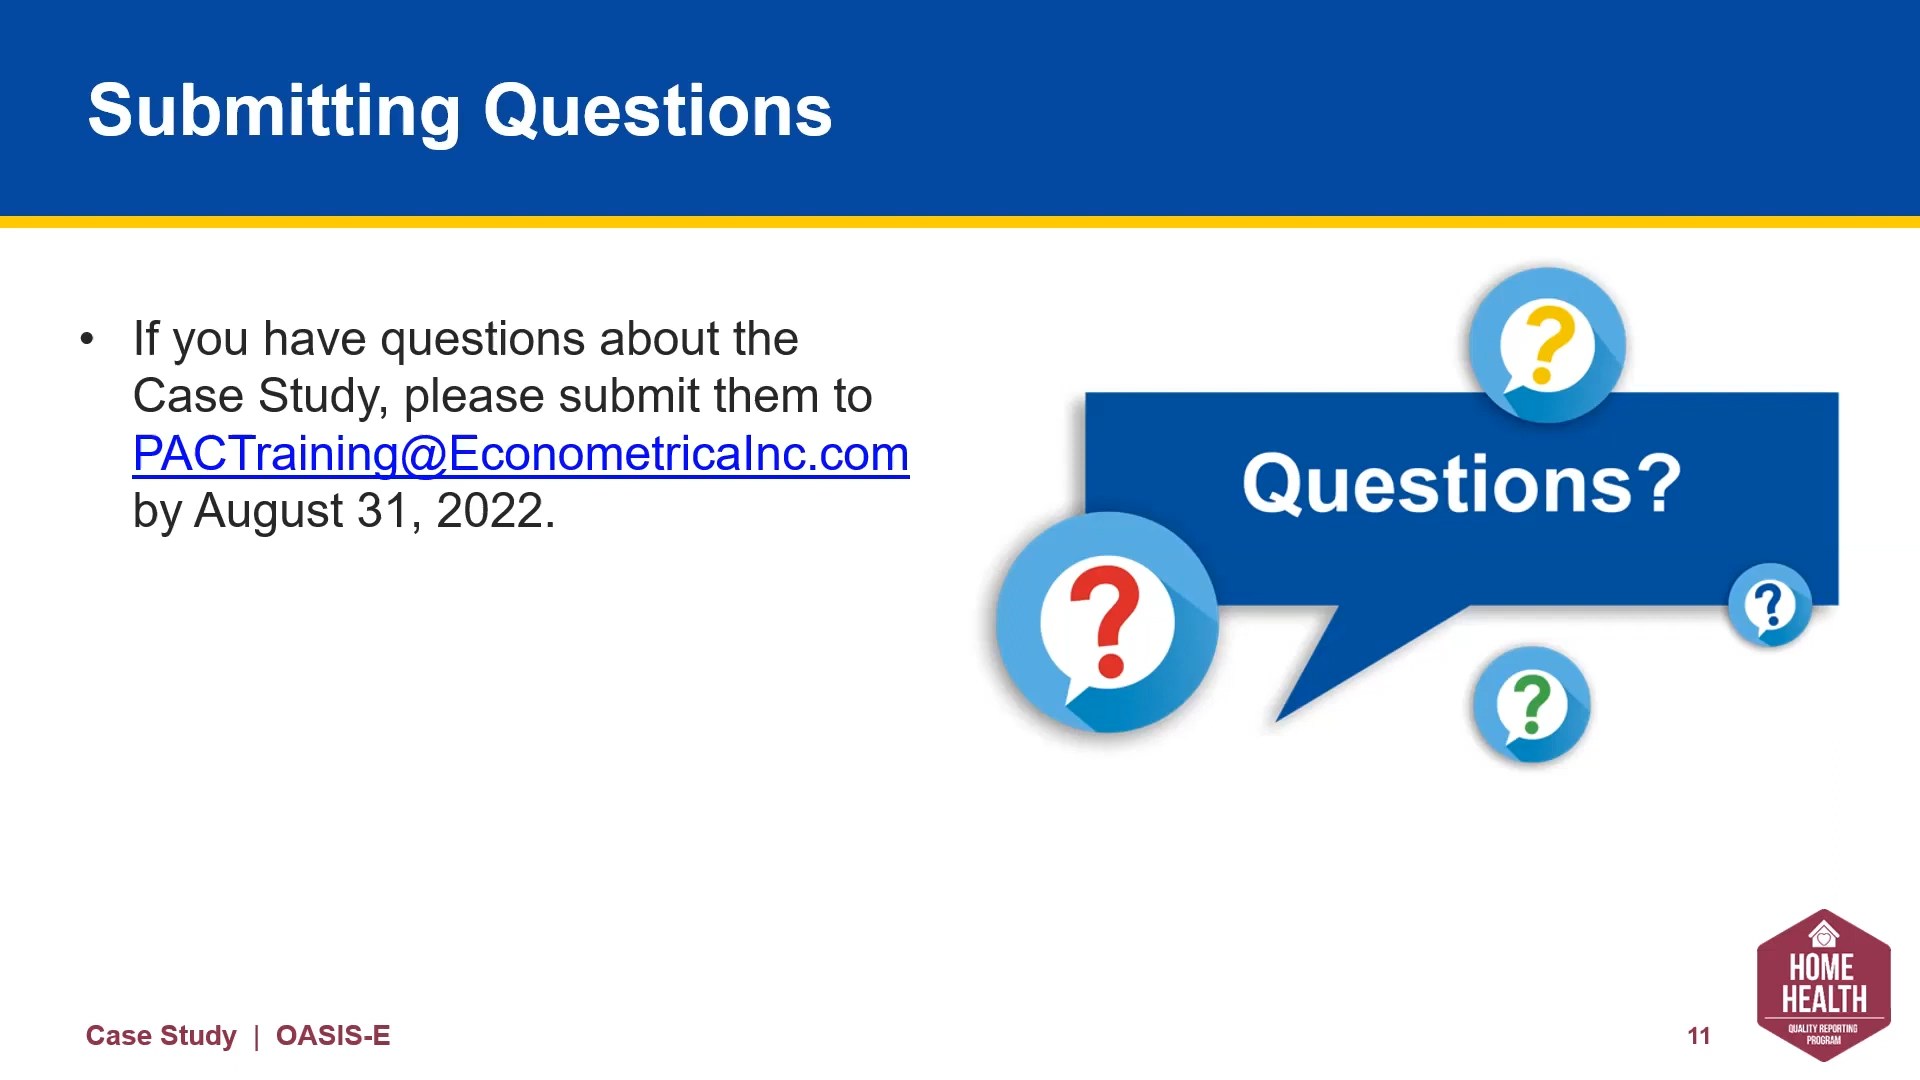 Submitting Questions
• If you have questions about the
Case Study, please submit them to
PACTraining@EconometricaInc.com
by August 31, 2022.
?
Questions?
?
?
?
Case Study | OASIS-E
11
HOME
HEALTH
QUALITY REPORTING
PROGRAM